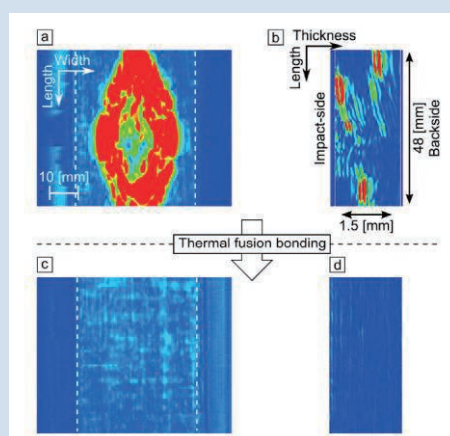 a
Width
Length
10 [mm]
b
Thickness
Length
Impact-side
48 [mm]
Backside
1.5 [mm]
Thermal fusion bonding
c
d